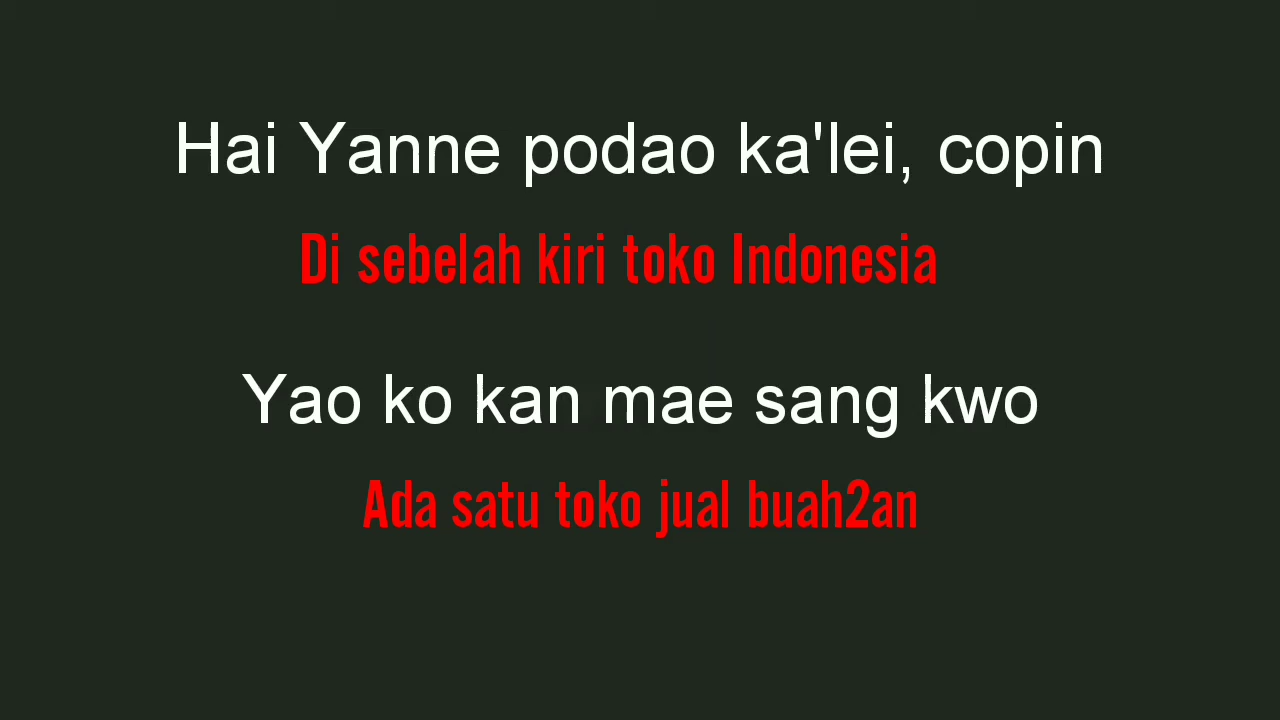 Hai Yanne podao ka'lei, copin
Di sebelah kiri toko Indonesia
Yao ko kan mae sang kwo
Ada satu toko jual buah2an